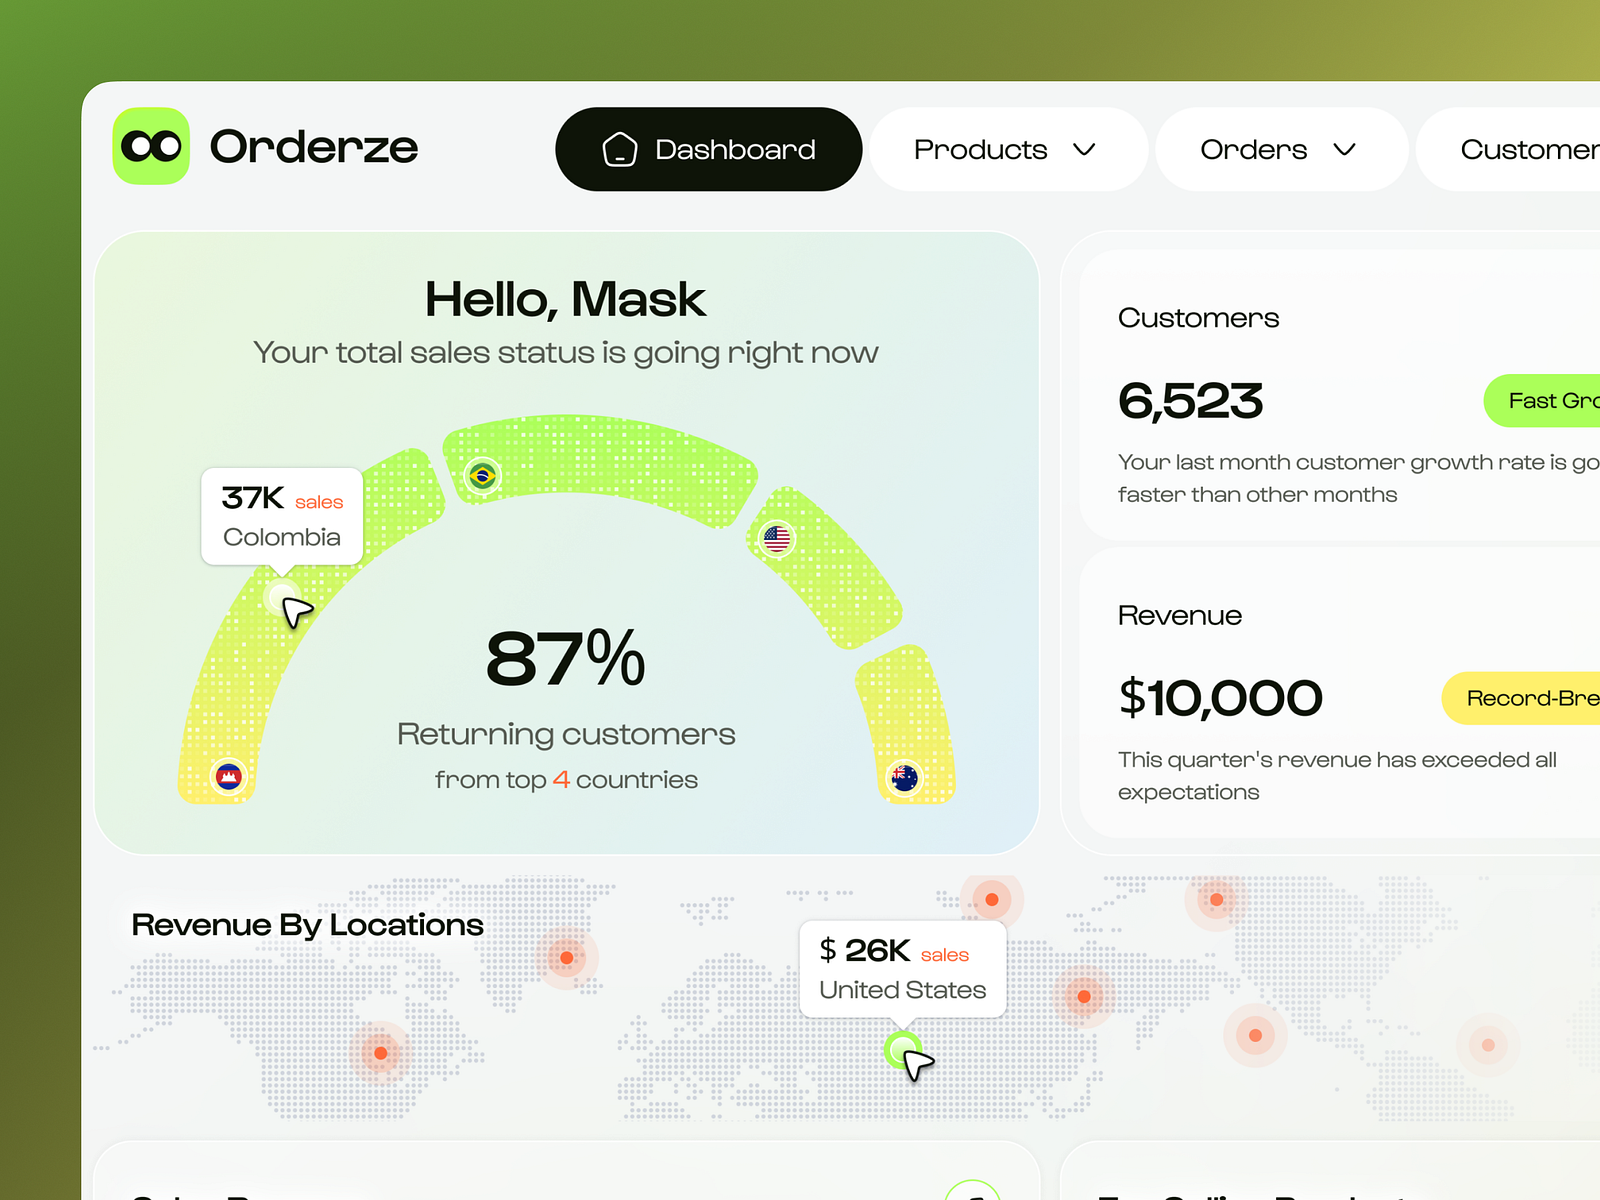 Orderze
Dashboard
Products
Orders
Hello, Mask
Your total sales status is going right now
37K sales
Colombia
87%
Returning customers
from top 4 countries
Customers
6,523
Fast
Your last month customer growth rate is
faster than other months
Revenue
$10,000
This quarter's revenue has exceeded all
expectations
Revenue By Locations
$ 26K sales
United States